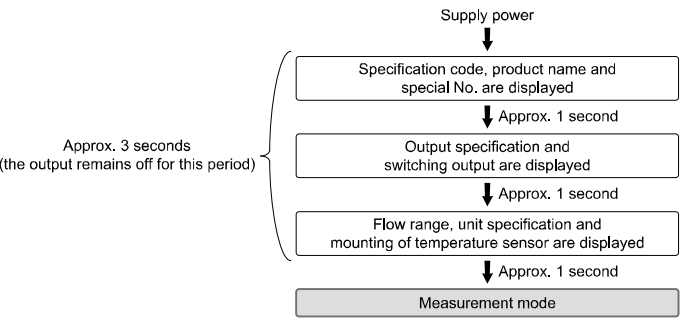 Supply power
Specification code, product name and
special No. are displayed
Approx. 1 second
Approx. 3 seconds
(the output remains off for this period)
Output specification and
switching output are displayed
Approx. 1 second
Flow range, unit specification and
mounting of temperature sensor are displayed
Approx. 1 second
Measurement mode